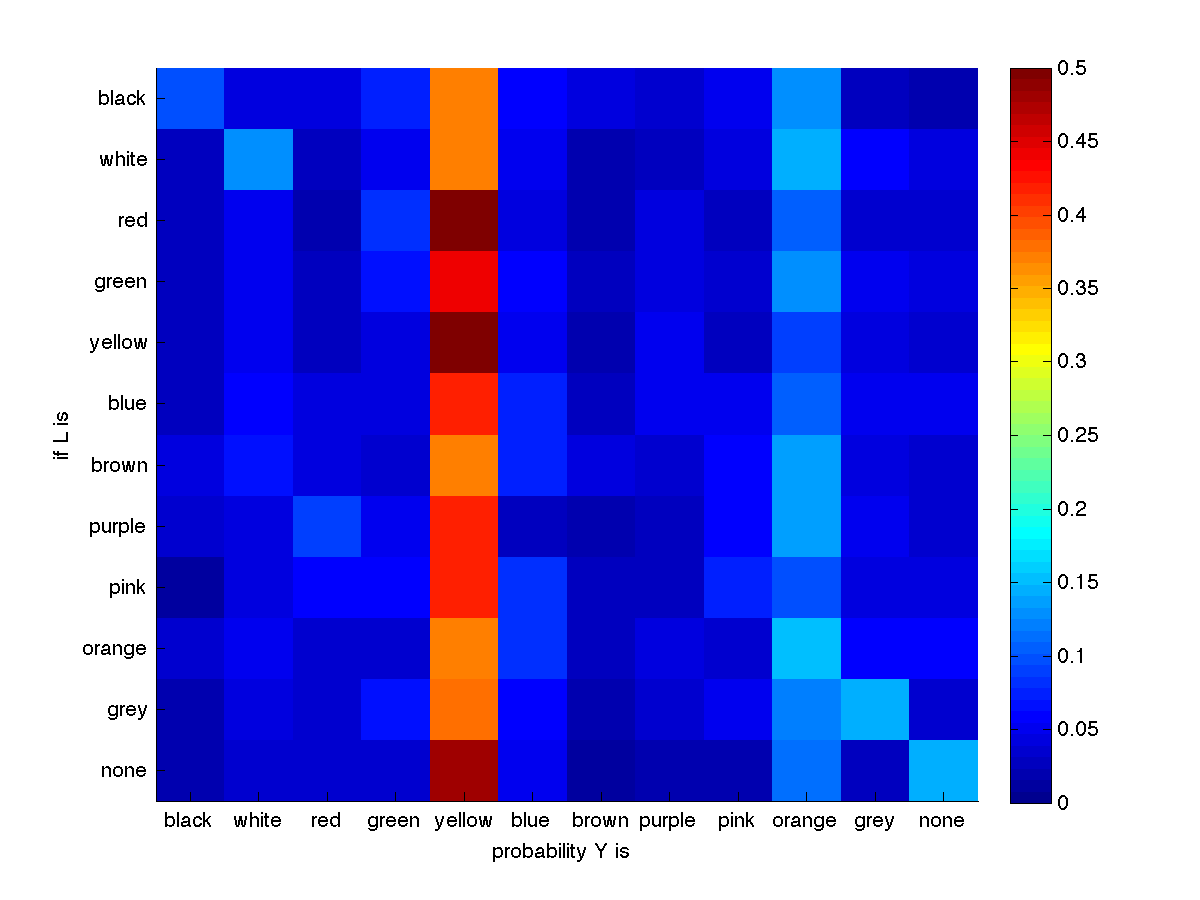 black
white
red
green
yellow
blue
brown
purple
pink
orange
grey
none
if L is
black white red green yellow blue brown purple pink orange grey none
probability Y is
0.5
0.45
0.4
0.35
0.3
0.25
0.2
0.15
0.1
0.05
0